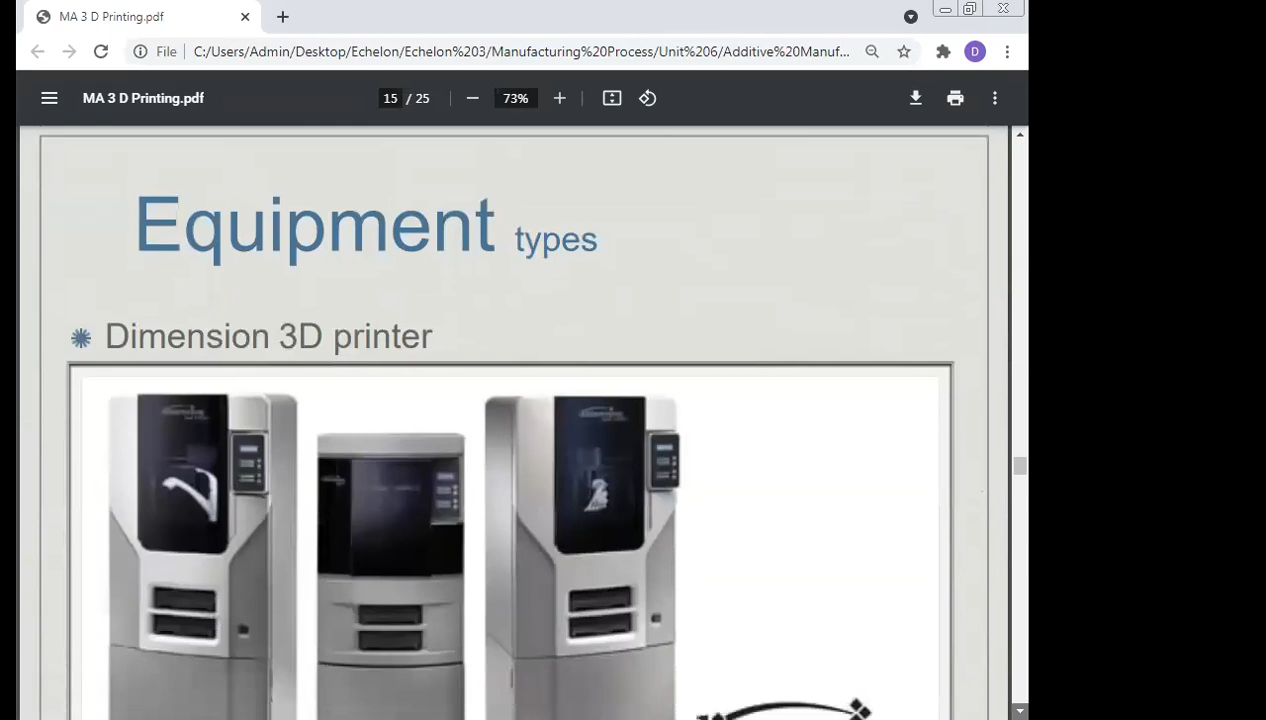 MA 3 D Printing.pdf
File C:/Users/Admin/Desktop/Echelon/Echelon%203/Manufacturing%20Process/Unit%206/Additive%20Manuf...
D
MA 3 D Printing.pdf 15 / 25 73%
Equipment types
Dimension 3D printer